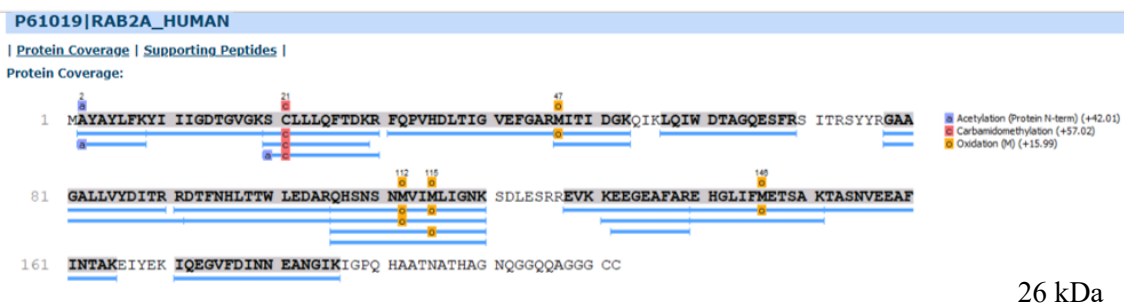 P61019|RAB2A_HUMAN
| Protein Coverage | Supporting Peptides |
Protein Coverage:
2 21 47
a c o
1 MAYAYLFKYI IIGDTGVGKS CLLLQFTDKR FQPVHDLTIG VEFGARMITI DGKQIKLQIW DTAGQESFRS ITRSYYRGAA
c o
a c
a c
a Acetylation (Protein N-term) (+42.01)
c Carbamidomethylation (+57.02)
o Oxidation (M) (+15.99)
112 115 146
o o o
81 GALLVYDITR RDTFNHLTTW LEDARQHSNS NMVIMLIGNK SDLESRREVK KEEGEAFARE HGLIFMETSA KTASNVEEAF
o o o
o
o
161 INTAKEIYEK IQEGVFDINN EANGIKIGPQ HAATNATHAG NQGGQQAGGG CC
26 kDa